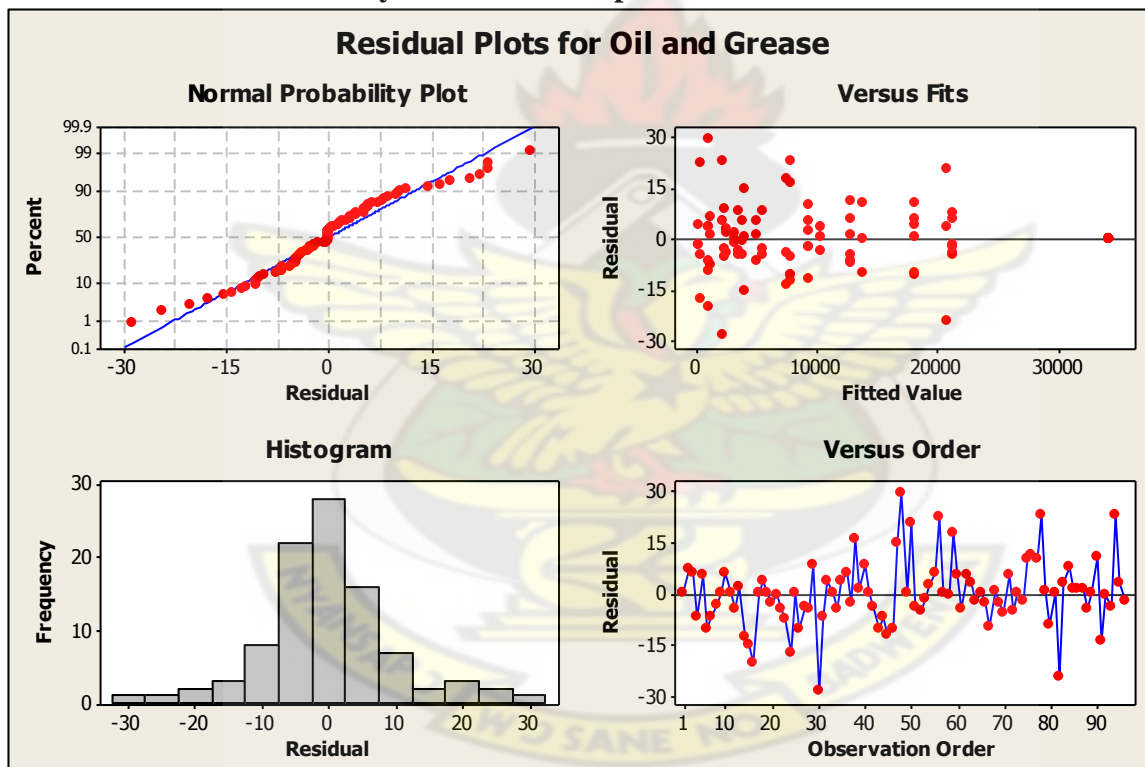 Residual Plots for Oil and Grease
Normal Probability Plot
99.9
99
90
50
10
1
0.1
Percent
-30 -15 0 15 30
Residual
Versus Fits
30
15
0
-15
-30
Residual
0 10000 20000 30000
Fitted Value
Histogram
30
20
10
0
Frequency
-30 -20 -10 0 10 20 30
Residual
Versus Order
30
15
0
-15
-30
Residual
1 10 20 30 40 50 60 70 80 90
Observation Order
SANE NO